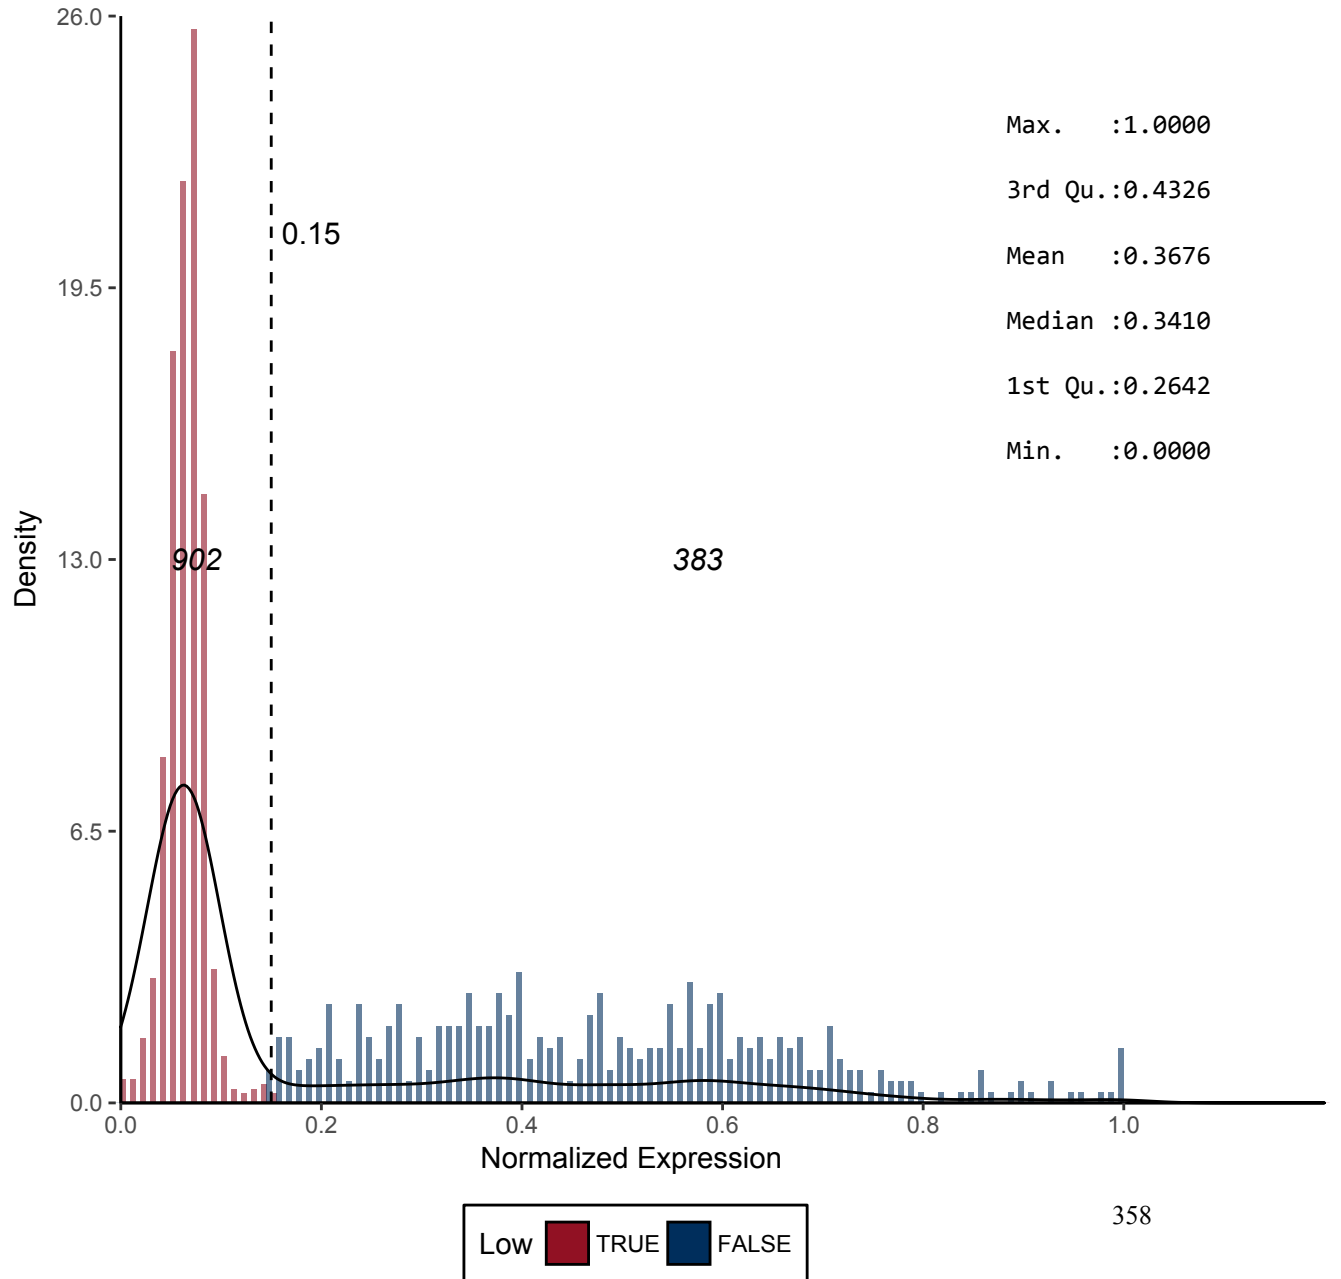 26.0
Max. :1.0000
3rd Qu.:0.4326
0.15
Mean :0.3676
19.5
Median :0.3410
1st Qu.:0.2642
Min. :0.0000
Density
13.0
902
383
6.5
0.0
0.0 0.2 0.4 0.6 0.8 1.0
Normalized Expression
358
Low TRUE FALSE